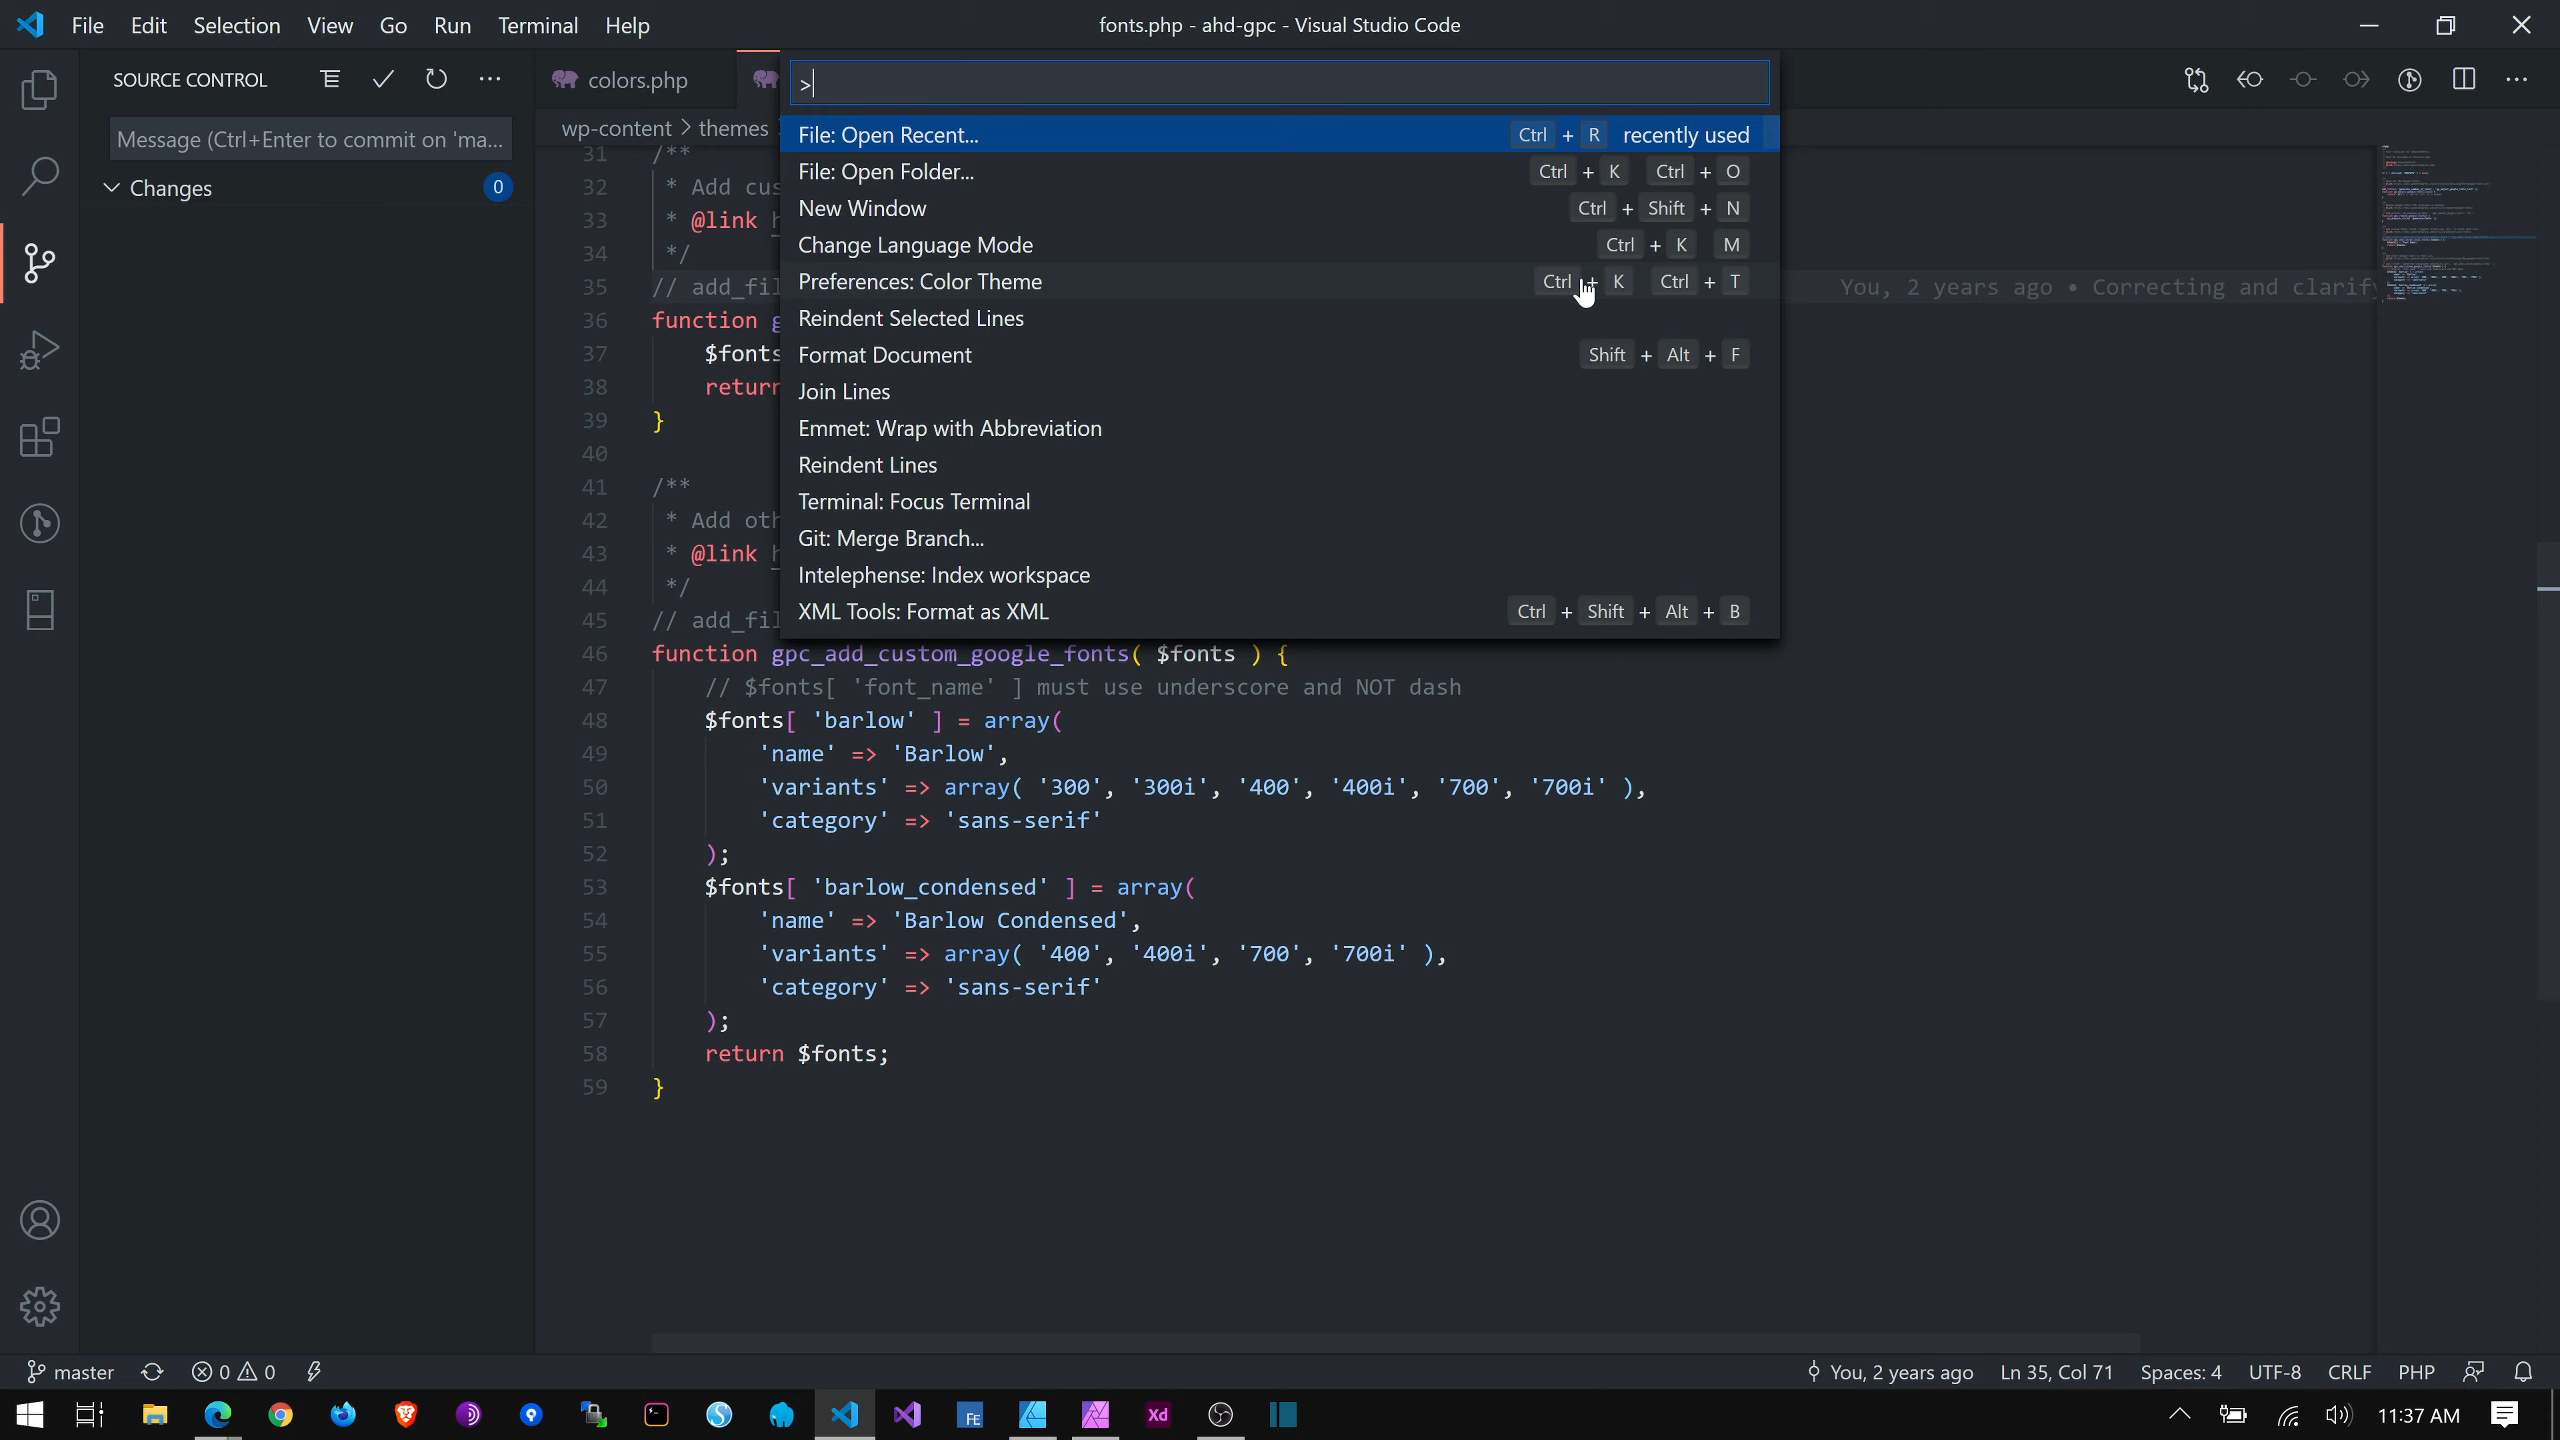 File Edit Selection View Go Run Terminal Help
fonts.php - ahd-gpc - Visual Studio Code
SOURCE CONTROL
colors.php
>
Message (Ctrl+Enter to commit on 'ma...
Changes 0
wp-content > themes
File: Open Recent... Ctrl + R recently used
File: Open Folder... Ctrl + K Ctrl + O
New Window Ctrl + Shift + N
Change Language Mode Ctrl + K M
Preferences: Color Theme Ctrl + K Ctrl + T
Reindent Selected Lines
Format Document Shift + Alt + F
Join Lines
Emmet: Wrap with Abbreviation
Reindent Lines
Terminal: Focus Terminal
Git: Merge Branch...
Intelephense: Index workspace
XML Tools: Format as XML Ctrl + Shift + Alt + B
31 /**
32 * Add cus
33 * @link h
34 */
35 // add_fil You, 2 years ago • Correcting and clarify
36 function g
37 $fonts
38 return
39 }
40
41 /**
42 * Add oth
43 * @link h
44 */
45 // add_fil
46 function gpc_add_custom_google_fonts( $fonts ) {
47 // $fonts[ 'font_name' ] must use underscore and NOT dash
48 $fonts[ 'barlow' ] = array(
49 'name' => 'Barlow',
50 'variants' => array( '300', '300i', '400', '400i', '700', '700i' ),
51 'category' => 'sans-serif'
52 );
53 $fonts[ 'barlow_condensed' ] = array(
54 'name' => 'Barlow Condensed',
55 'variants' => array( '400', '400i', '700', '700i' ),
56 'category' => 'sans-serif'
57 );
58 return $fonts;
59 }
master 0 0 You, 2 years ago Ln 35, Col 71 Spaces: 4 UTF-8 CRLF PHP
FE Xd 11:37 AM